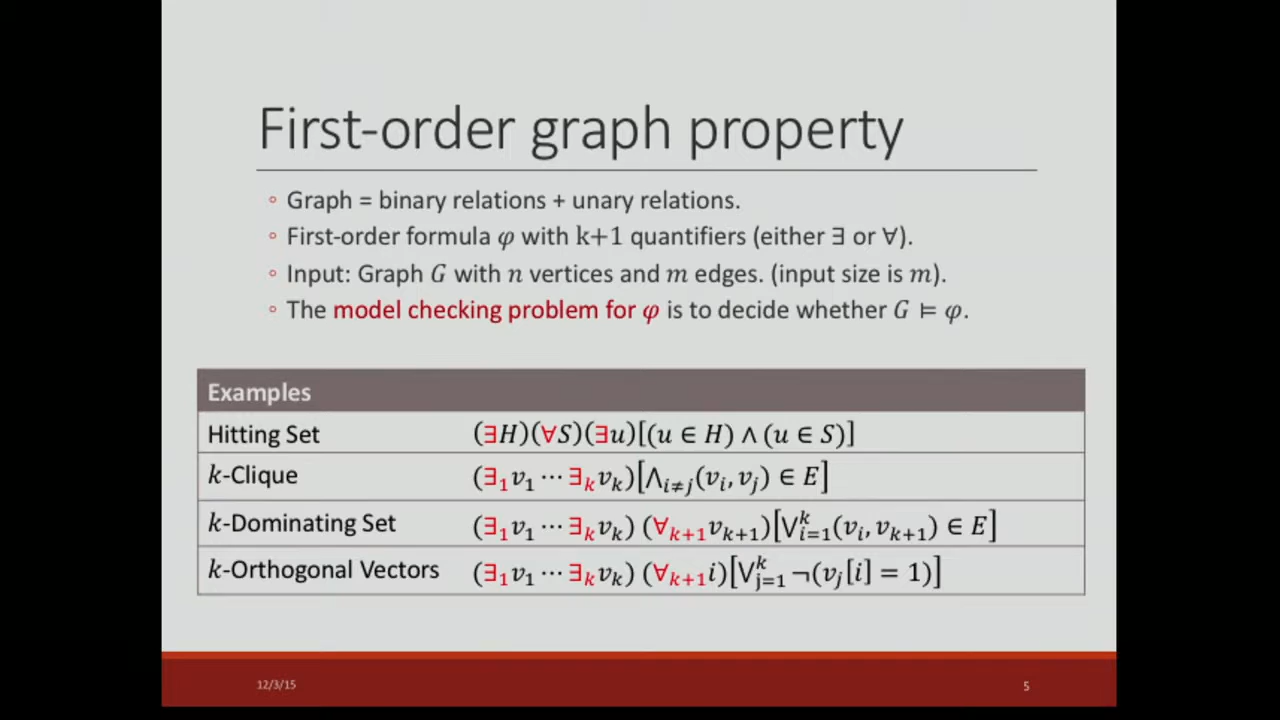 First-order graph property
◦ Graph = binary relations + unary relations.
◦ First-order formula φ with k+1 quantifiers (either ∃ or ∀).
◦ Input: Graph G with n vertices and m edges. (input size is m).
◦ The model checking problem for φ is to decide whether G ⊨ φ.
Examples
Hitting Set (∃H)(∀S)(∃u)[(u ∈ H) ∧ (u ∈ S)]
k-Clique (∃₁v₁ ⋯ ∃ₖvₖ)[⋀_{i≠j}(vᵢ, vⱼ) ∈ E]
k-Dominating Set (∃₁v₁ ⋯ ∃ₖvₖ) (∀ₖ₊₁vₖ₊₁)[⋁_{i=1}^{k}(vᵢ, vₖ₊₁) ∈ E]
k-Orthogonal Vectors (∃₁v₁ ⋯ ∃ₖvₖ) (∀ₖ₊₁i)[⋁_{j=1}^{k} ¬(vⱼ[i] = 1)]
12/3/15 5